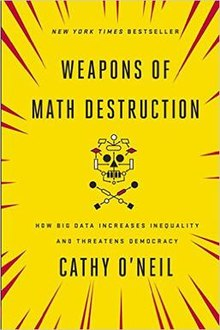 NEW YORK TIMES BESTSELLER
WEAPONS OF
MATH DESTRUCTION
HOW BIG DATA INCREASES INEQUALITY
AND THREATENS DEMOCRACY
CATHY O'NEIL